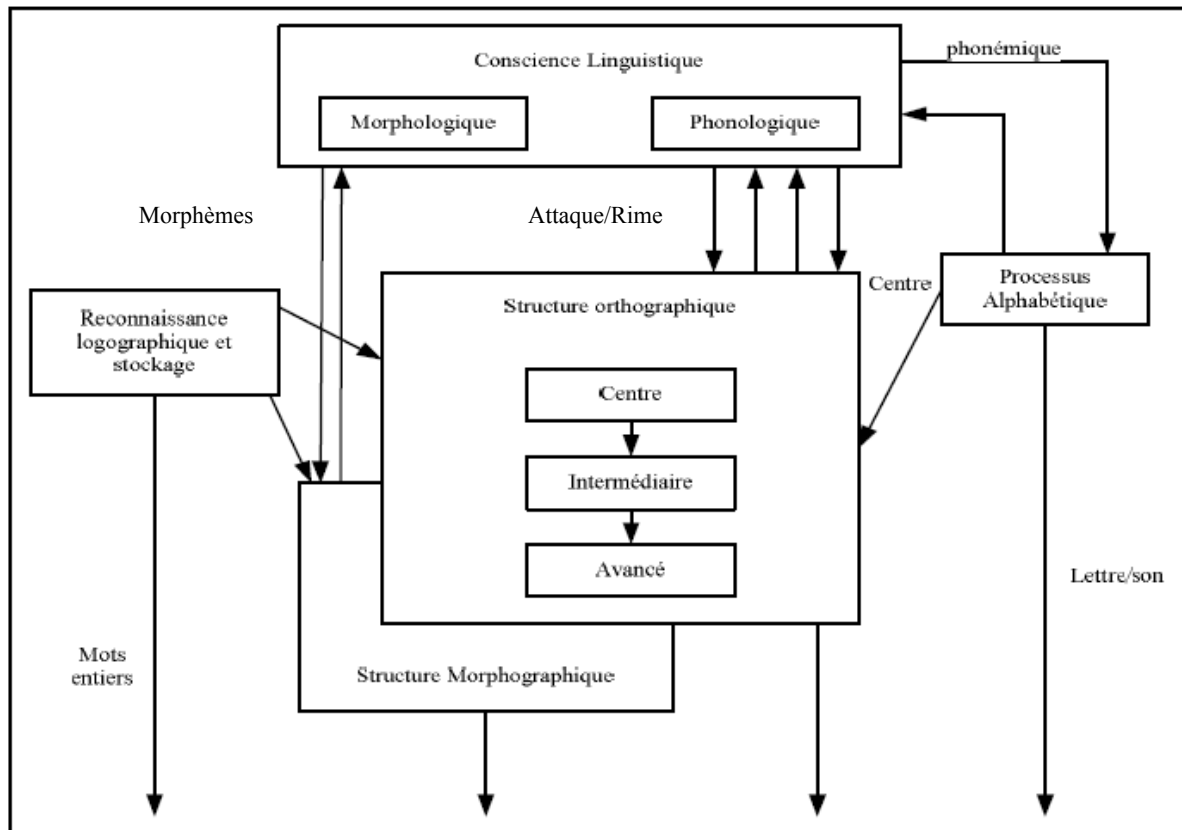 Conscience Linguistique
phonémique
Morphologique
Phonologique
Morphèmes
Attaque/Rime
Reconnaissance
logographique et
stockage
Structure orthographique
Centre
Processus
Alphabétique
Centre
Intermédiaire
Avancé
Lettre/son
Mots
entiers
Structure Morphographique